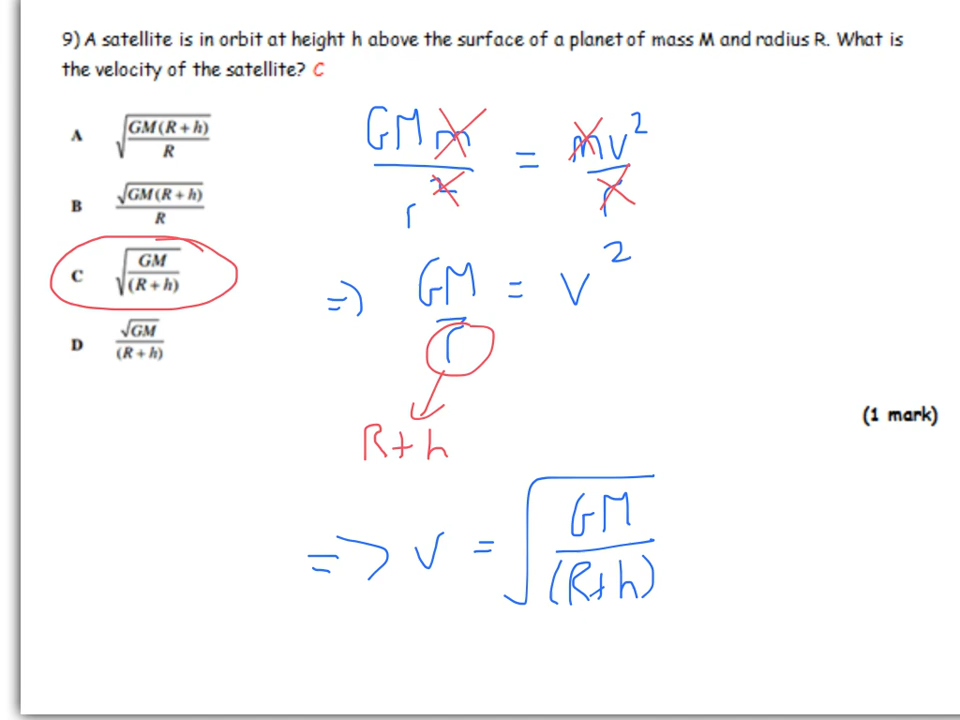 9) A satellite is in orbit at height h above the surface of a planet of mass M and radius R. What is
the velocity of the satellite? C
A √(GM(R + h)/R)
B √(GM(R + h))/R
C √(GM/(R + h))
D √GM/(R + h)
GMm/r² = mv²/r
=> GM/r = v²
R+h
(1 mark)
=> v = √(GM/(R+h))